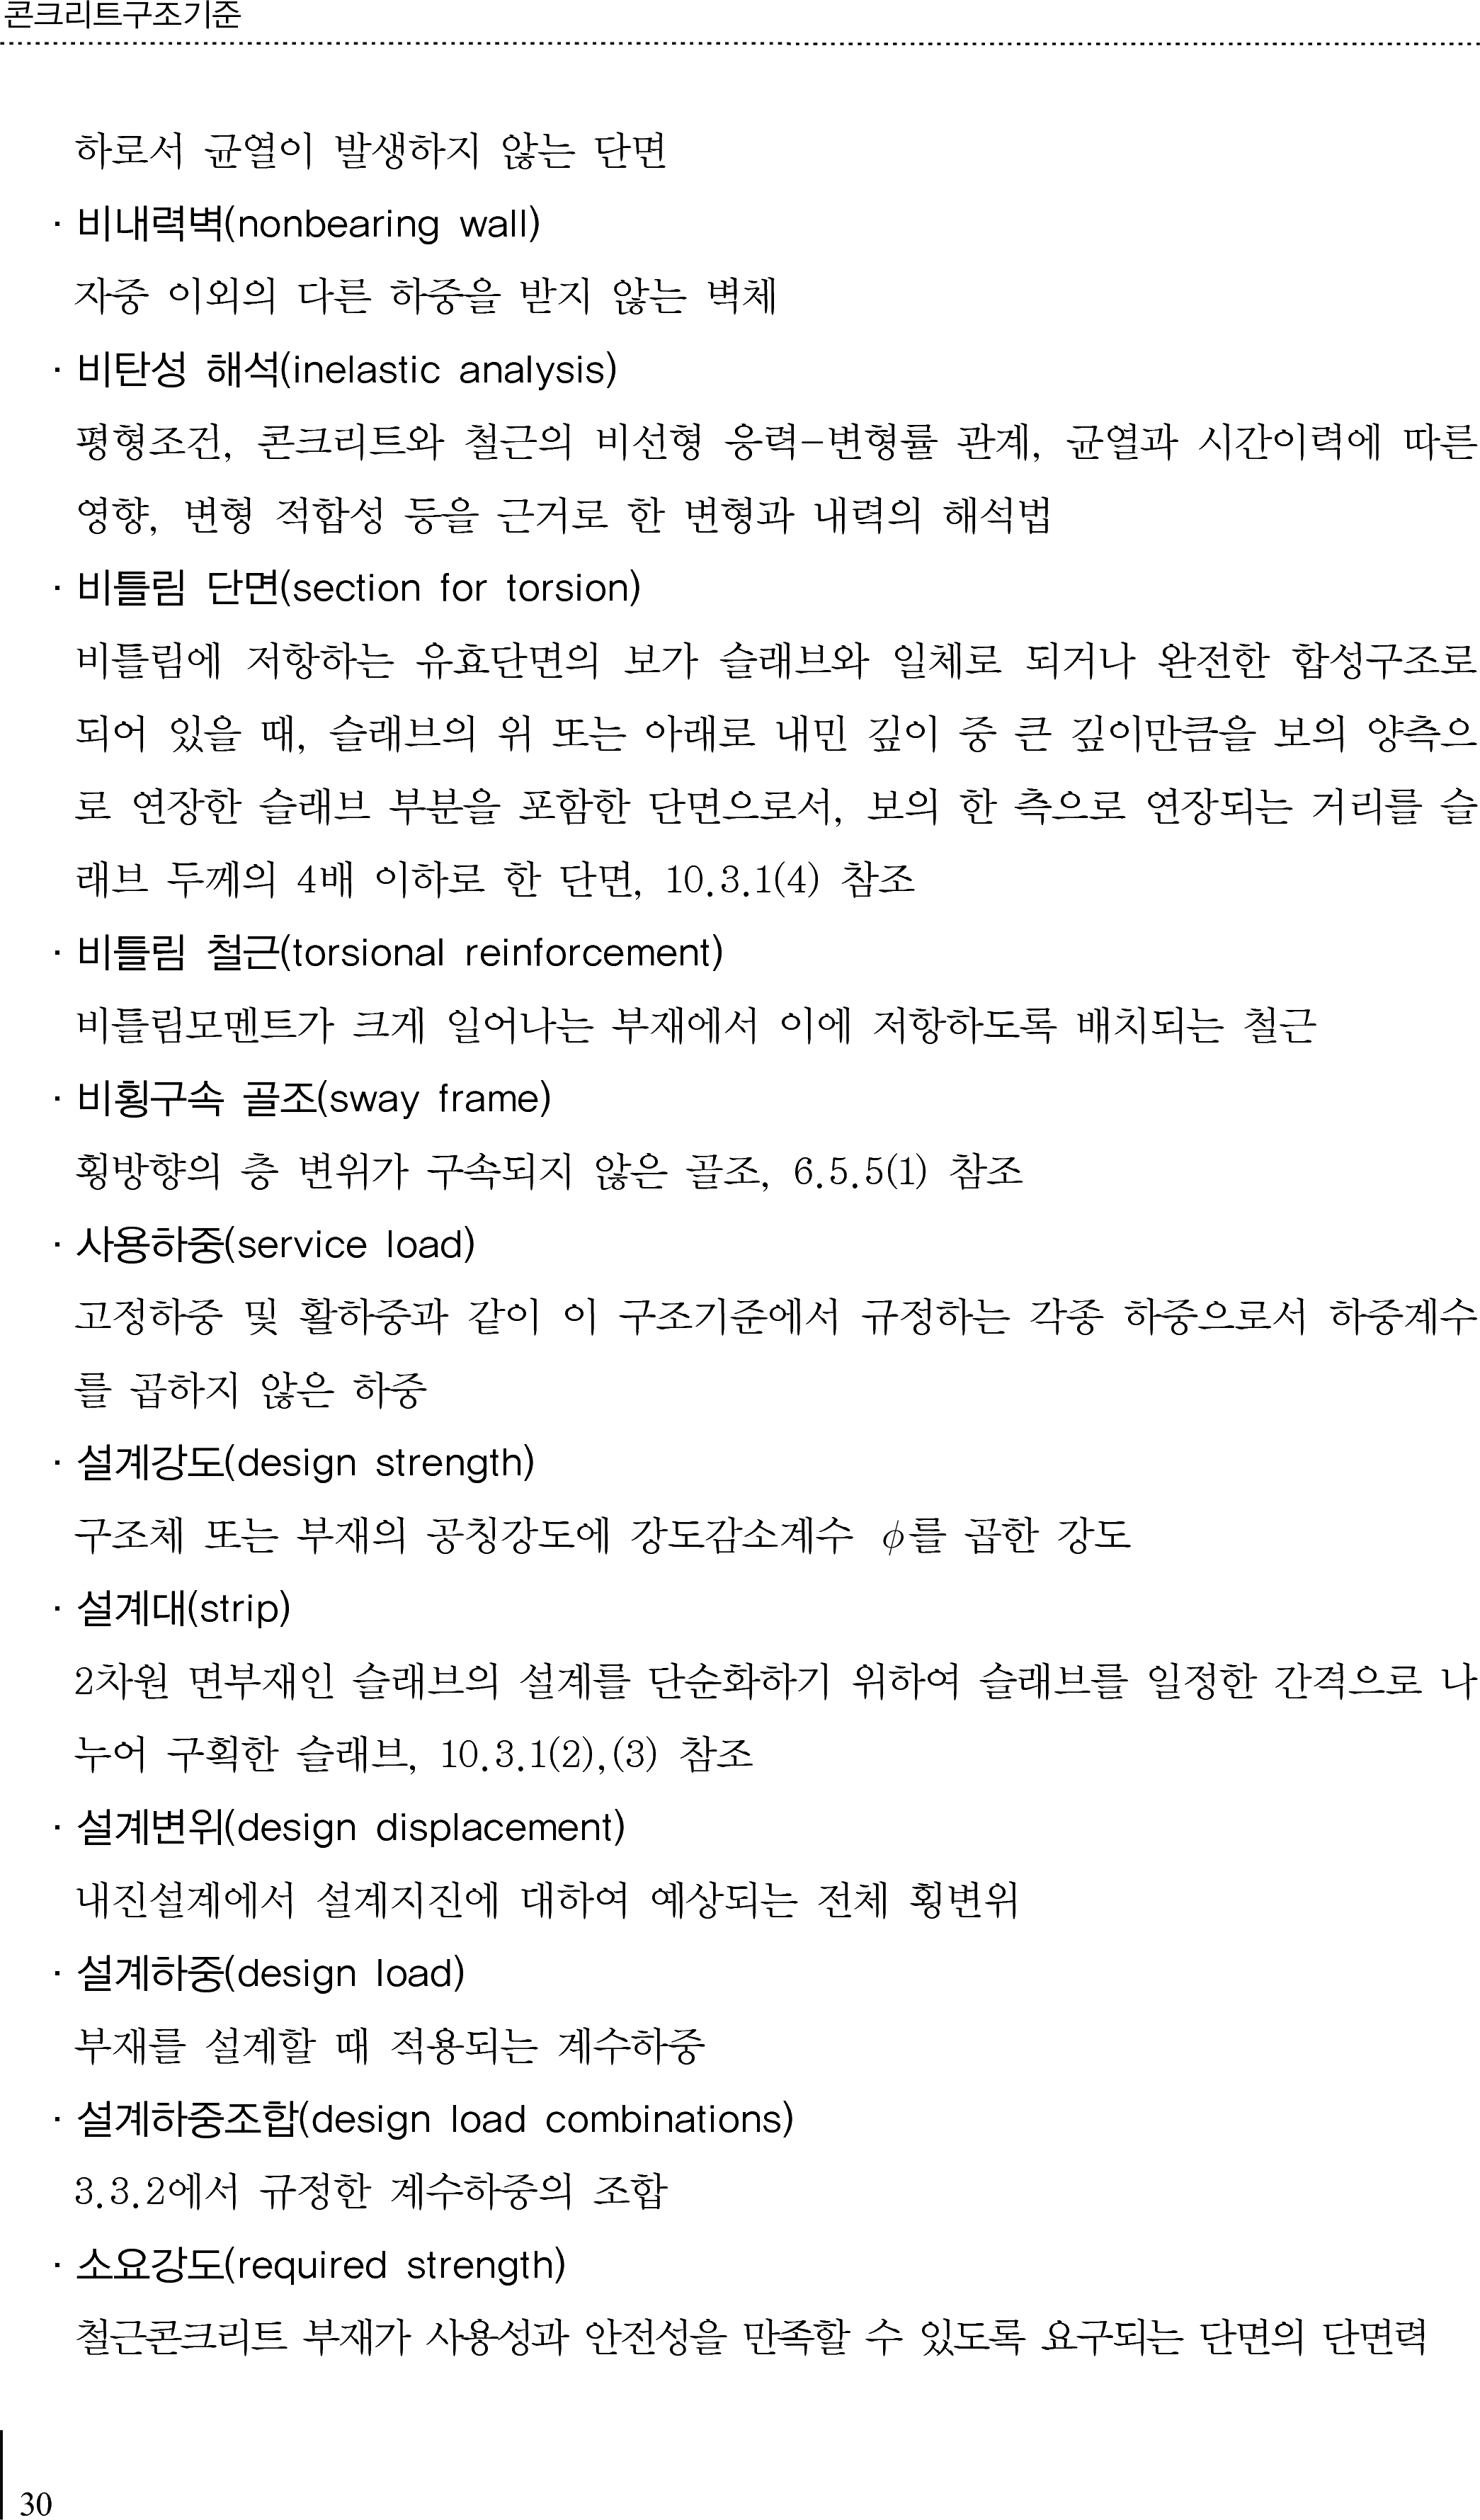 콘크리트구조기준
하로서 균열이 발생하지 않는 단면
· 비내력벽(nonbearing wall)
자중 이외의 다른 하중을 받지 않는 벽체
· 비탄성 해석(inelastic analysis)
평형조건, 콘크리트와 철근의 비선형 응력-변형률 관계, 균열과 시간이력에 따른
영향, 변형 적합성 등을 근거로 한 변형과 내력의 해석법
· 비틀림 단면(section for torsion)
비틀림에 저항하는 유효단면의 보가 슬래브와 일체로 되거나 완전한 합성구조로
되어 있을 때, 슬래브의 위 또는 아래로 내민 깊이 중 큰 깊이만큼을 보의 양측으
로 연장한 슬래브 부분을 포함한 단면으로서, 보의 한 측으로 연장되는 거리를 슬
래브 두께의 4배 이하로 한 단면, 10.3.1(4) 참조
· 비틀림 철근(torsional reinforcement)
비틀림모멘트가 크게 일어나는 부재에서 이에 저항하도록 배치되는 철근
· 비횡구속 골조(sway frame)
횡방향의 층 변위가 구속되지 않은 골조, 6.5.5(1) 참조
· 사용하중(service load)
고정하중 및 활하중과 같이 이 구조기준에서 규정하는 각종 하중으로서 하중계수
를 곱하지 않은 하중
· 설계강도(design strength)
구조체 또는 부재의 공칭강도에 강도감소계수 φ를 곱한 강도
· 설계대(strip)
2차원 면부재인 슬래브의 설계를 단순화하기 위하여 슬래브를 일정한 간격으로 나
누어 구획한 슬래브, 10.3.1(2),(3) 참조
· 설계변위(design displacement)
내진설계에서 설계지진에 대하여 예상되는 전체 횡변위
· 설계하중(design load)
부재를 설계할 때 적용되는 계수하중
· 설계하중조합(design load combinations)
3.3.2에서 규정한 계수하중의 조합
· 소요강도(required strength)
철근콘크리트 부재가 사용성과 안전성을 만족할 수 있도록 요구되는 단면의 단면력
30